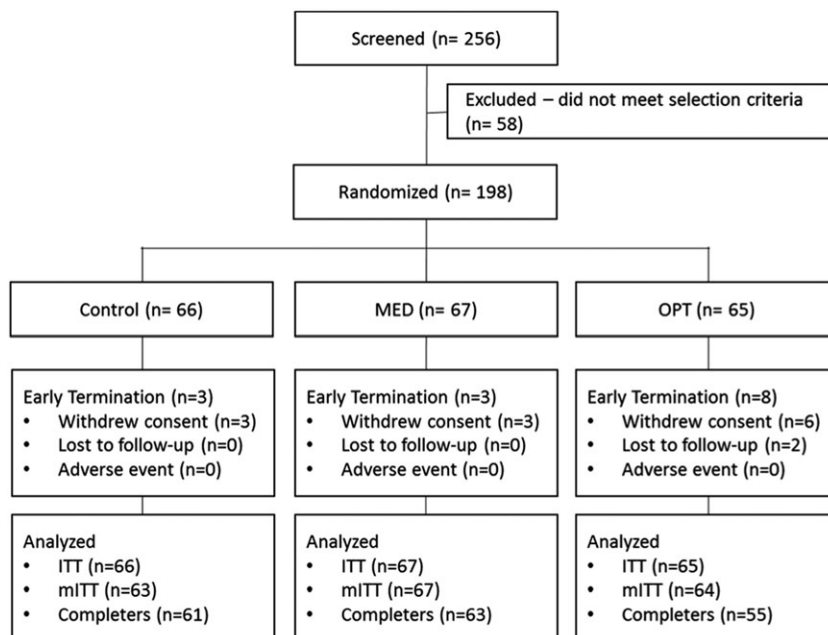 Screened (n= 256)
Excluded – did not meet selection criteria
(n= 58)
Randomized (n= 198)
Control (n= 66)
MED (n= 67)
OPT (n= 65)
Early Termination (n=3)
• Withdrew consent (n=3)
• Lost to follow-up (n=0)
• Adverse event (n=0)
Early Termination (n=3)
• Withdrew consent (n=3)
• Lost to follow-up (n=0)
• Adverse event (n=0)
Early Termination (n=8)
• Withdrew consent (n=6)
• Lost to follow-up (n=2)
• Adverse event (n=0)
Analyzed
• ITT (n=66)
• mITT (n=63)
• Completers (n=61)
Analyzed
• ITT (n=67)
• mITT (n=67)
• Completers (n=63)
Analyzed
• ITT (n=65)
• mITT (n=64)
• Completers (n=55)